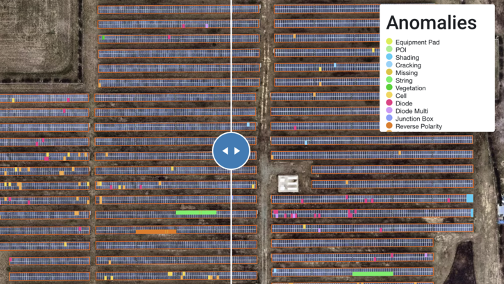 Anomalies
Equipment Pad
POI
Shading
Cracking
Missing
String
Vegetation
Cell
Diode
Diode Multi
Junction Box
Reverse Polarity